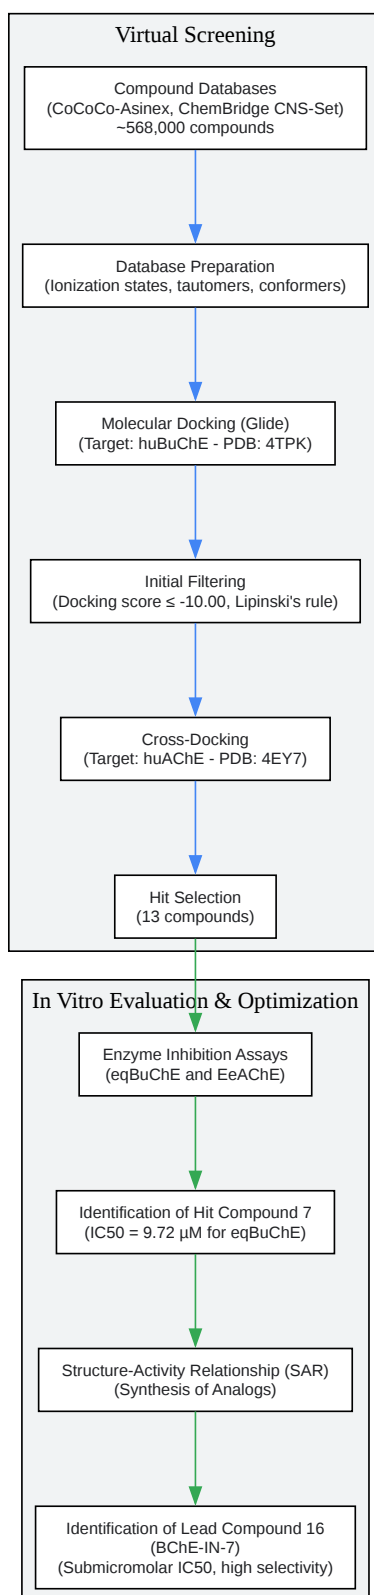 Virtual Screening
Compound Databases
(CoCoCo-Asinex, ChemBridge CNS-Set)
~568,000 compounds
Database Preparation
(Ionization states, tautomers, conformers)
Molecular Docking (Glide)
(Target: huBuChE - PDB: 4TPK)
Initial Filtering
(Docking score ≤ -10.00, Lipinski's rule)
Cross-Docking
(Target: huAChE - PDB: 4EY7)
Hit Selection
(13 compounds)
In Vitro Evaluation & Optimization
Enzyme Inhibition Assays
(eqBuChE and EeAChE)
Identification of Hit Compound 7
(IC50 = 9.72 µM for eqBuChE)
Structure-Activity Relationship (SAR)
(Synthesis of Analogs)
Identification of Lead Compound 16
(BChE-IN-7)
(Submicromolar IC50, high selectivity)